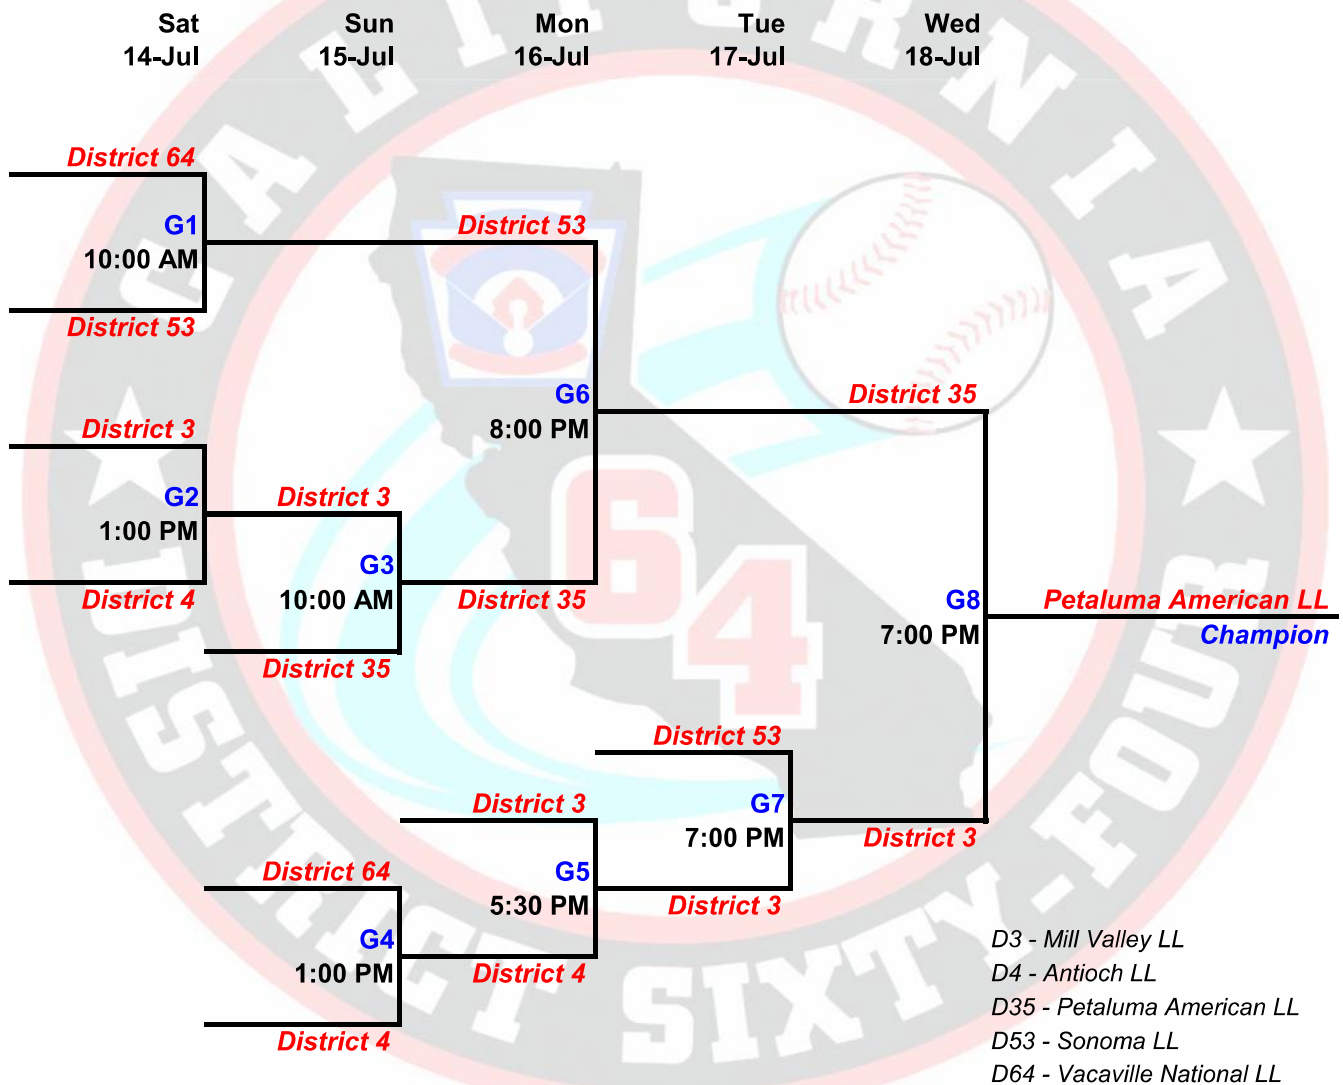 Sat Sun Mon Tue Wed
14-Jul 15-Jul 16-Jul 17-Jul 18-Jul
CALIFORNIA
DISTRICT SIXTY-FOUR
64
District 64
G1
10:00 AM
District 53
District 53
District 3
G2
1:00 PM
District 4
District 3
G3
10:00 AM
District 35
District 35
G6
8:00 PM
District 35
G8
7:00 PM
Petaluma American LL
Champion
District 53
G7
7:00 PM
District 3
District 3
District 3
G5
5:30 PM
District 4
District 64
G4
1:00 PM
District 4
D3 - Mill Valley LL
D4 - Antioch LL
D35 - Petaluma American LL
D53 - Sonoma LL
D64 - Vacaville National LL